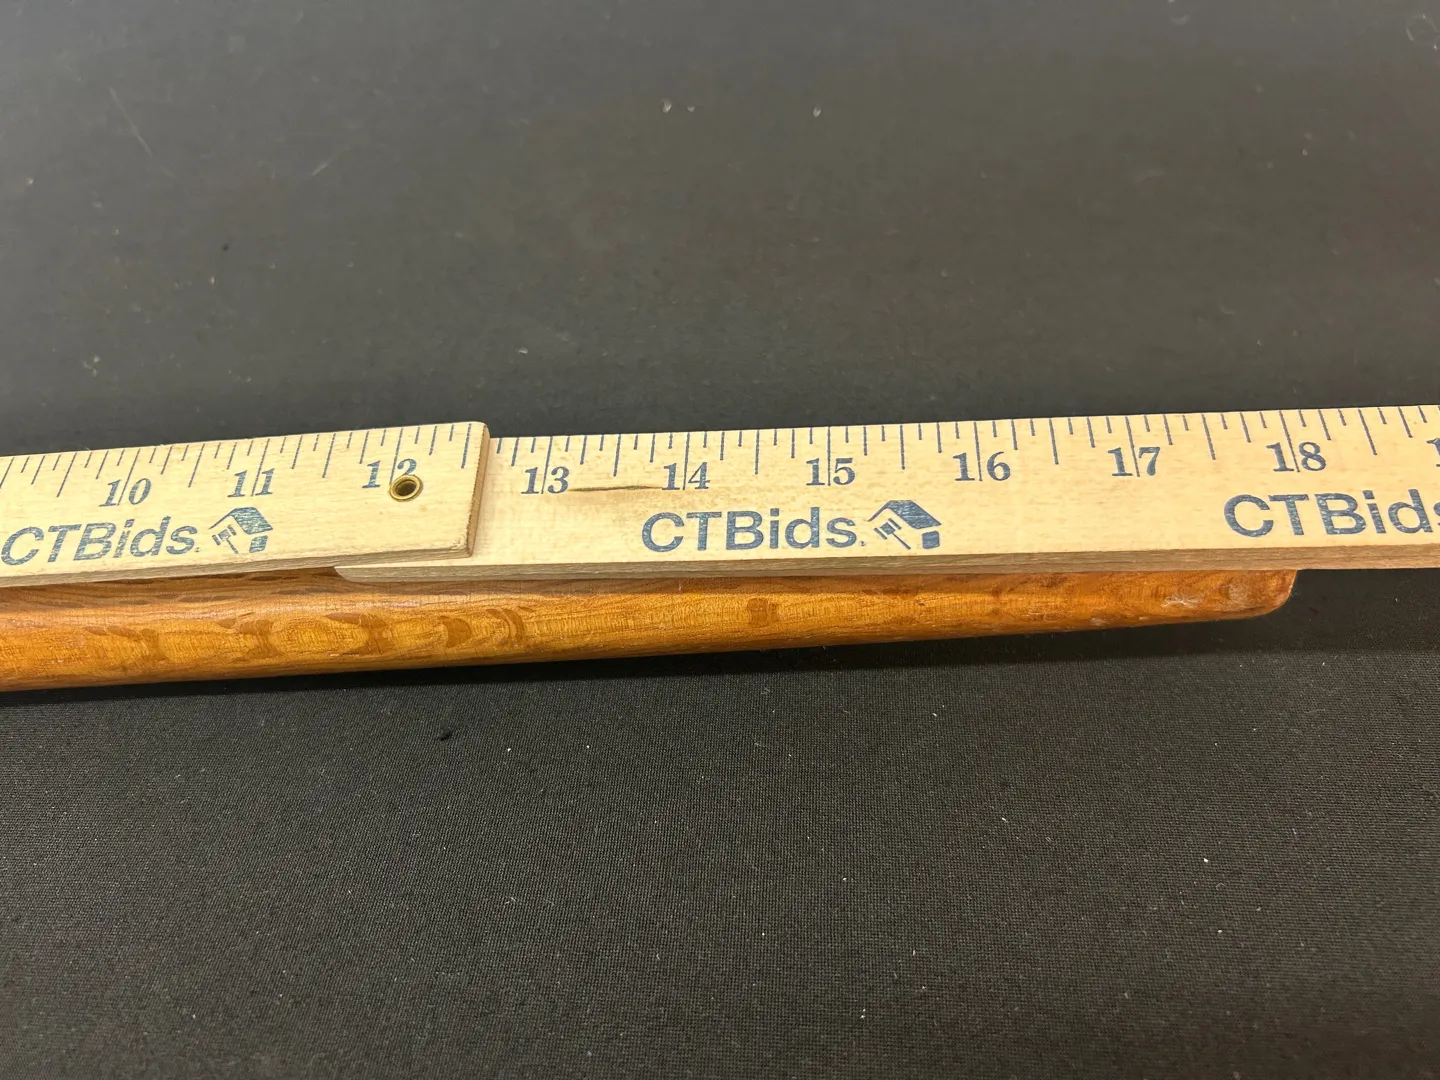 10 11 12 13 14 15 16 17 18
CTBids. CTBids. CTBids